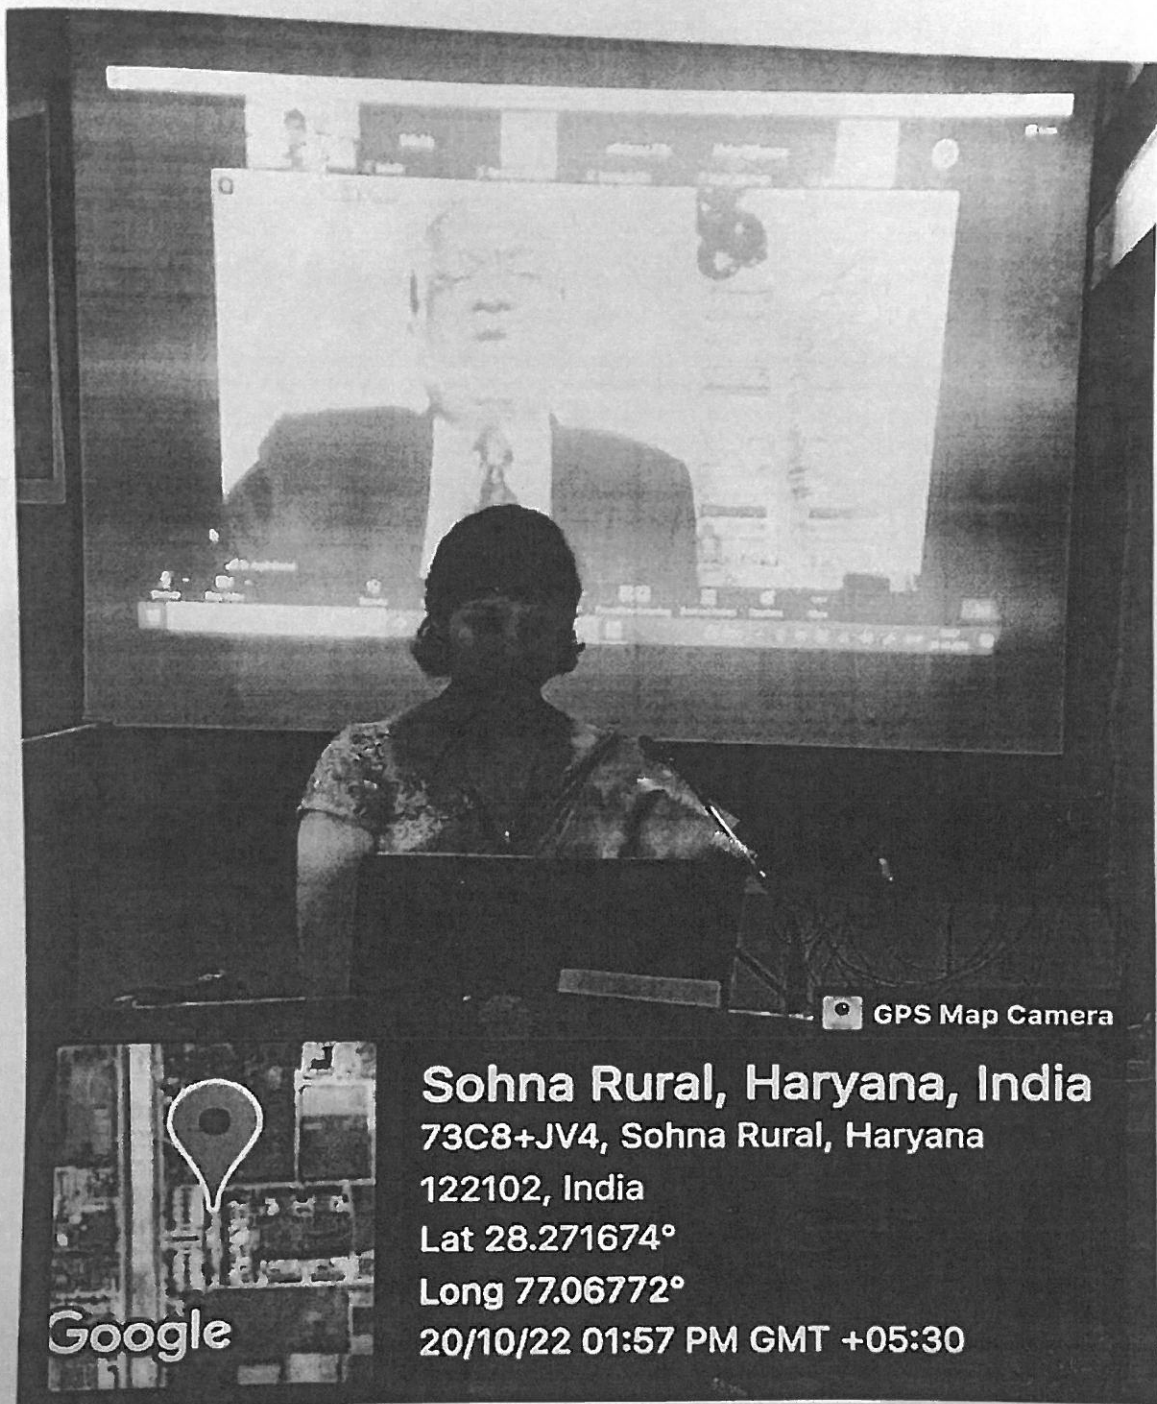 GPS Map Camera
Sohna Rural, Haryana, India
73C8+JV4, Sohna Rural, Haryana
122102, India
Lat 28.271674°
Long 77.06772°
20/10/22 01:57 PM GMT +05:30
Google